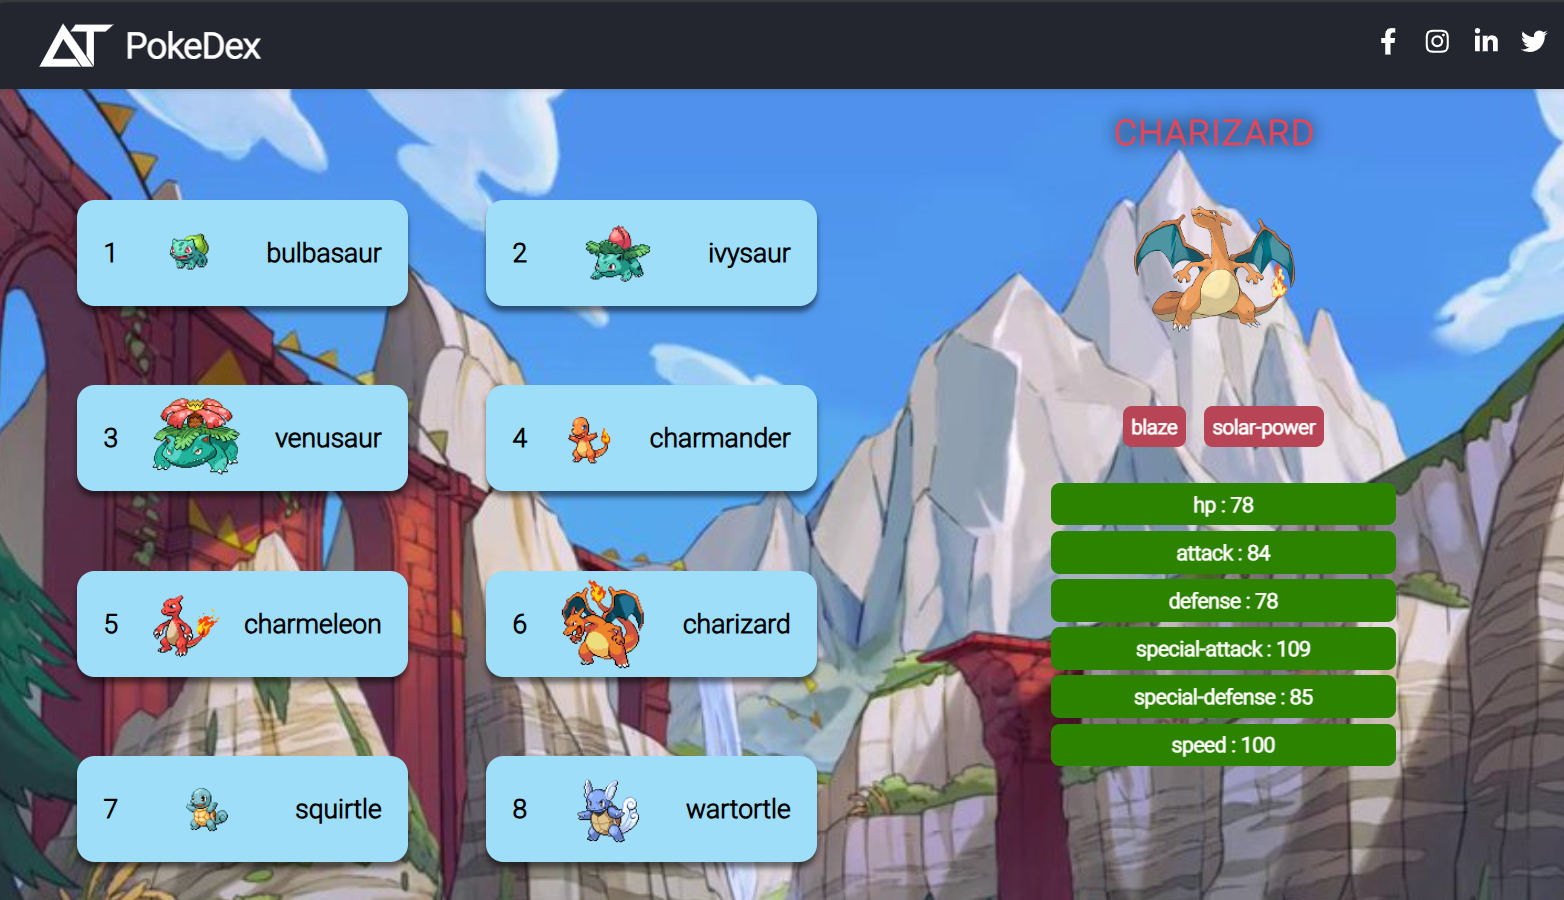 AT PokeDex
1 bulbasaur
2 ivysaur
3 venusaur
4 charmander
5 charmeleon
6 charizard
7 squirtle
8 wartortle
CHARIZARD
blaze solar-power
hp : 78
attack : 84
defense : 78
special-attack : 109
special-defense : 85
speed : 100